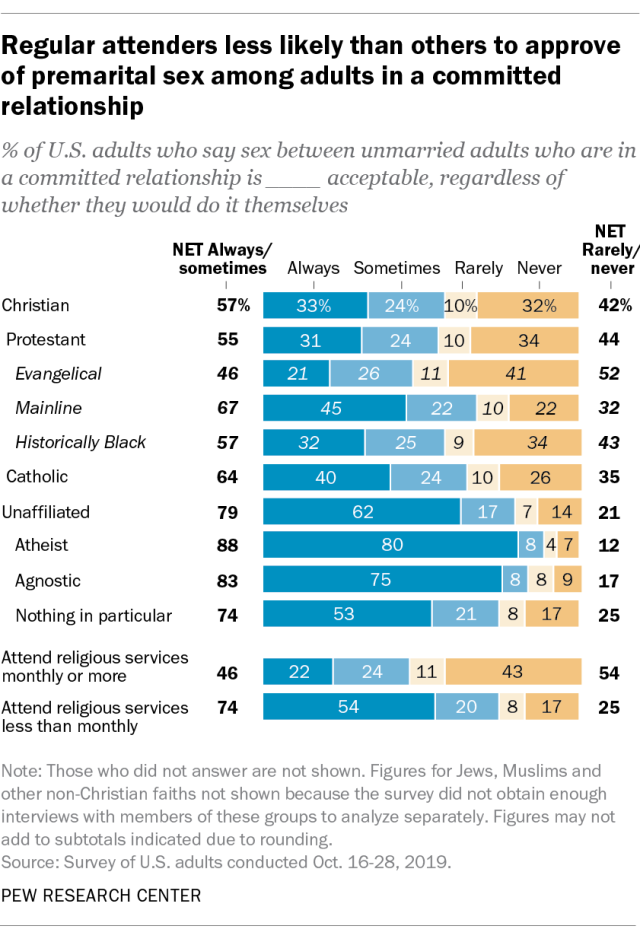 Regular attenders less likely than others to approve
of premarital sex among adults in a committed
relationship
% of U.S. adults who say sex between unmarried adults who are in
a committed relationship is ____ acceptable, regardless of
whether they would do it themselves
NET Always/
sometimes
Always
Sometimes
Rarely
Never
NET
Rarely/
never
Christian 57% 33% 24% 10% 32% 42%
Protestant 55 31 24 10 34 44
Evangelical 46 21 26 11 41 52
Mainline 67 45 22 10 22 32
Historically Black 57 32 25 9 34 43
Catholic 64 40 24 10 26 35
Unaffiliated 79 62 17 7 14 21
Atheist 88 80 8 4 7 12
Agnostic 83 75 8 8 9 17
Nothing in particular 74 53 21 8 17 25
Attend religious services
monthly or more 46 22 24 11 43 54
Attend religious services
less than monthly 74 54 20 8 17 25
Note: Those who did not answer are not shown. Figures for Jews, Muslims and
other non-Christian faiths not shown because the survey did not obtain enough
interviews with members of these groups to analyze separately. Figures may not
add to subtotals indicated due to rounding.
Source: Survey of U.S. adults conducted Oct. 16-28, 2019.
PEW RESEARCH CENTER